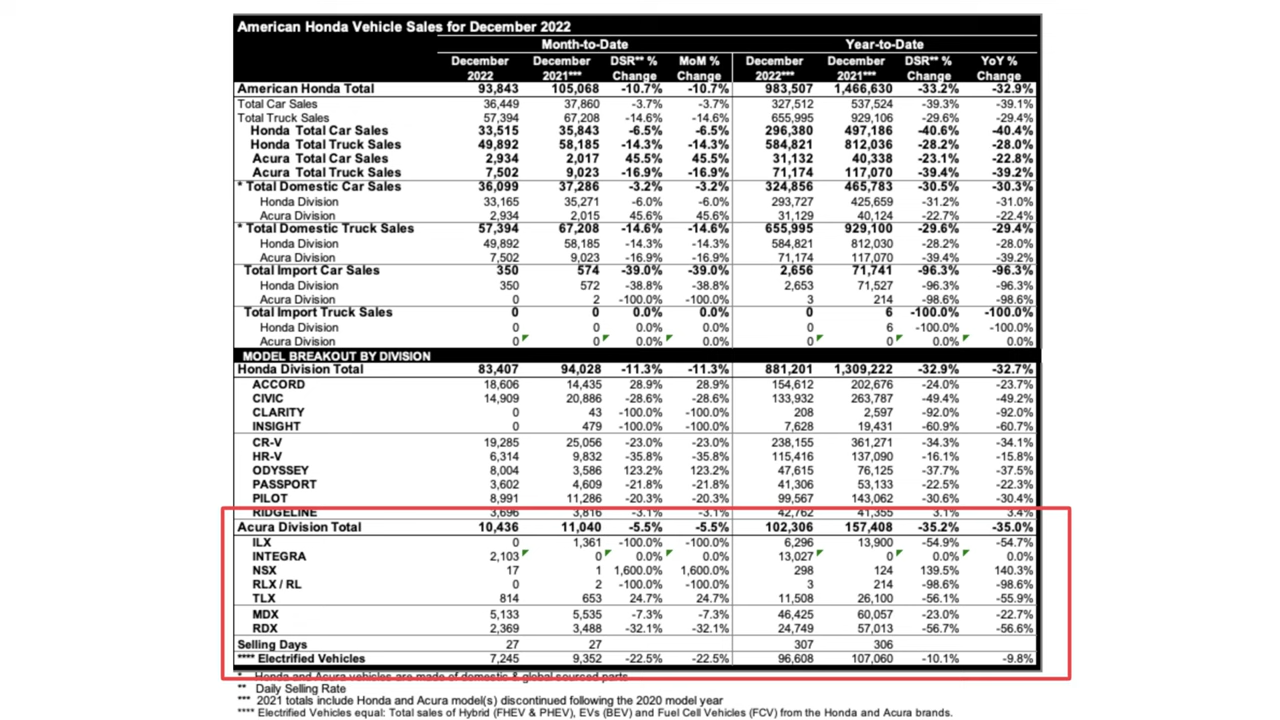 American Honda Vehicle Sales for December 2022
Month-to-Date Year-to-Date
December December DSR** % MoM % December December DSR** % YoY %
2022 2021*** Change Change 2022*** 2021*** Change Change
American Honda Total 93,843 105,068 -10.7% -10.7% 983,507 1,466,630 -33.2% -32.9%
Total Car Sales 36,449 37,860 -3.7% -3.7% 327,512 537,524 -39.3% -39.1%
Total Truck Sales 57,394 67,208 -14.6% -14.6% 655,995 929,106 -29.6% -29.4%
Honda Total Car Sales 33,515 35,843 -6.5% -6.5% 296,380 497,186 -40.6% -40.4%
Honda Total Truck Sales 49,892 58,185 -14.3% -14.3% 584,821 812,036 -28.2% -28.0%
Acura Total Car Sales 2,934 2,017 45.5% 45.5% 31,132 40,338 -23.1% -22.8%
Acura Total Truck Sales 7,502 9,023 -16.9% -16.9% 71,174 117,070 -39.4% -39.2%
* Total Domestic Car Sales 36,099 37,286 -3.2% -3.2% 324,856 465,783 -30.5% -30.3%
Honda Division 33,165 35,271 -6.0% -6.0% 293,727 425,659 -31.2% -31.0%
Acura Division 2,934 2,015 45.6% 45.6% 31,129 40,124 -22.7% -22.4%
* Total Domestic Truck Sales 57,394 67,208 -14.6% -14.6% 655,995 929,100 -29.6% -29.4%
Honda Division 49,892 58,185 -14.3% -14.3% 584,821 812,030 -28.2% -28.0%
Acura Division 7,502 9,023 -16.9% -16.9% 71,174 117,070 -39.4% -39.2%
Total Import Car Sales 350 574 -39.0% -39.0% 2,656 71,741 -96.3% -96.3%
Honda Division 350 572 -38.8% -38.8% 2,653 71,527 -96.3% -96.3%
Acura Division 0 2 -100.0% -100.0% 3 214 -98.6% -98.6%
Total Import Truck Sales 0 0 0.0% 0.0% 0 6 -100.0% -100.0%
Honda Division 0 0 0.0% 0.0% 0 6 -100.0% -100.0%
Acura Division 0 0 0.0% 0.0% 0 0 0.0% 0.0%
MODEL BREAKOUT BY DIVISION
Honda Division Total 83,407 94,028 -11.3% -11.3% 881,201 1,309,222 -32.9% -32.7%
ACCORD 18,606 14,435 28.9% 28.9% 154,612 202,676 -24.0% -23.7%
CIVIC 14,909 20,886 -28.6% -28.6% 133,932 263,787 -49.4% -49.2%
CLARITY 0 43 -100.0% -100.0% 208 2,597 -92.0% -92.0%
INSIGHT 0 479 -100.0% -100.0% 7,628 19,431 -60.9% -60.7%
CR-V 19,285 25,056 -23.0% -23.0% 238,155 361,271 -34.3% -34.1%
HR-V 6,314 9,832 -35.8% -35.8% 115,416 137,090 -16.1% -15.8%
ODYSSEY 8,004 3,586 123.2% 123.2% 47,615 76,125 -37.7% -37.5%
PASSPORT 3,602 4,609 -21.8% -21.8% 41,306 53,133 -22.5% -22.3%
PILOT 8,991 11,286 -20.3% -20.3% 99,567 143,062 -30.6% -30.4%
RIDGELINE 3,696 3,816 -3.1% -3.1% 42,762 41,355 3.1% 3.4%
Acura Division Total 10,436 11,040 -5.5% -5.5% 102,306 157,408 -35.2% -35.0%
ILX 0 1,361 -100.0% -100.0% 6,296 13,900 -54.9% -54.7%
INTEGRA 2,103 0 0.0% 0.0% 13,027 0 0.0% 0.0%
NSX 17 1 1,600.0% 1,600.0% 298 124 139.5% 140.3%
RLX / RL 0 2 -100.0% -100.0% 3 214 -98.6% -98.6%
TLX 814 653 24.7% 24.7% 11,508 26,100 -56.1% -55.9%
MDX 5,133 5,535 -7.3% -7.3% 46,425 60,057 -23.0% -22.7%
RDX 2,369 3,488 -32.1% -32.1% 24,749 57,013 -56.7% -56.6%
Selling Days 27 27 307 306
**** Electrified Vehicles 7,245 9,352 -22.5% -22.5% 96,608 107,060 -10.1% -9.8%
* Honda and Acura vehicles are made of domestic & global sourced parts
** Daily Selling Rate
*** 2021 totals include Honda and Acura model(s) discontinued following the 2020 model year
**** Electrified Vehicles equal: Total sales of Hybrid (FHEV & PHEV), EVs (BEV) and Fuel Cell Vehicles (FCV) from the Honda and Acura brands.